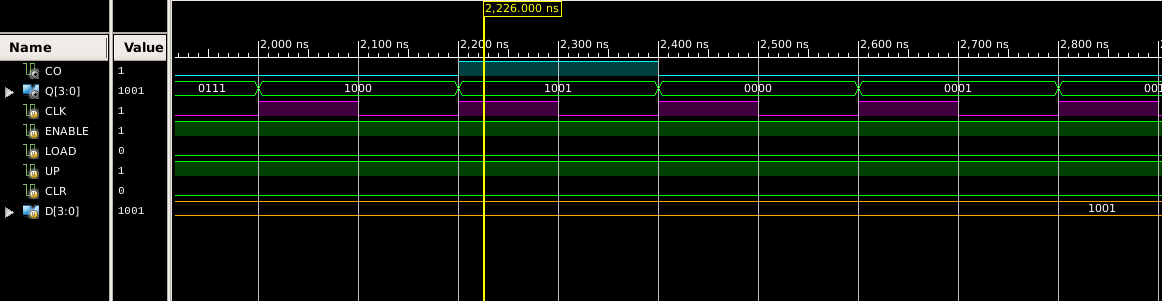 2,226.000 ns
Name Value
2,000 ns 2,100 ns 2,200 ns 2,300 ns 2,400 ns 2,500 ns 2,600 ns 2,700 ns 2,800 ns
CO 1
Q[3:0] 1001 0111 1000 1001 0000 0001 001
CLK 1
ENABLE 1
LOAD 0
UP 1
CLR 0
D[3:0] 1001 1001